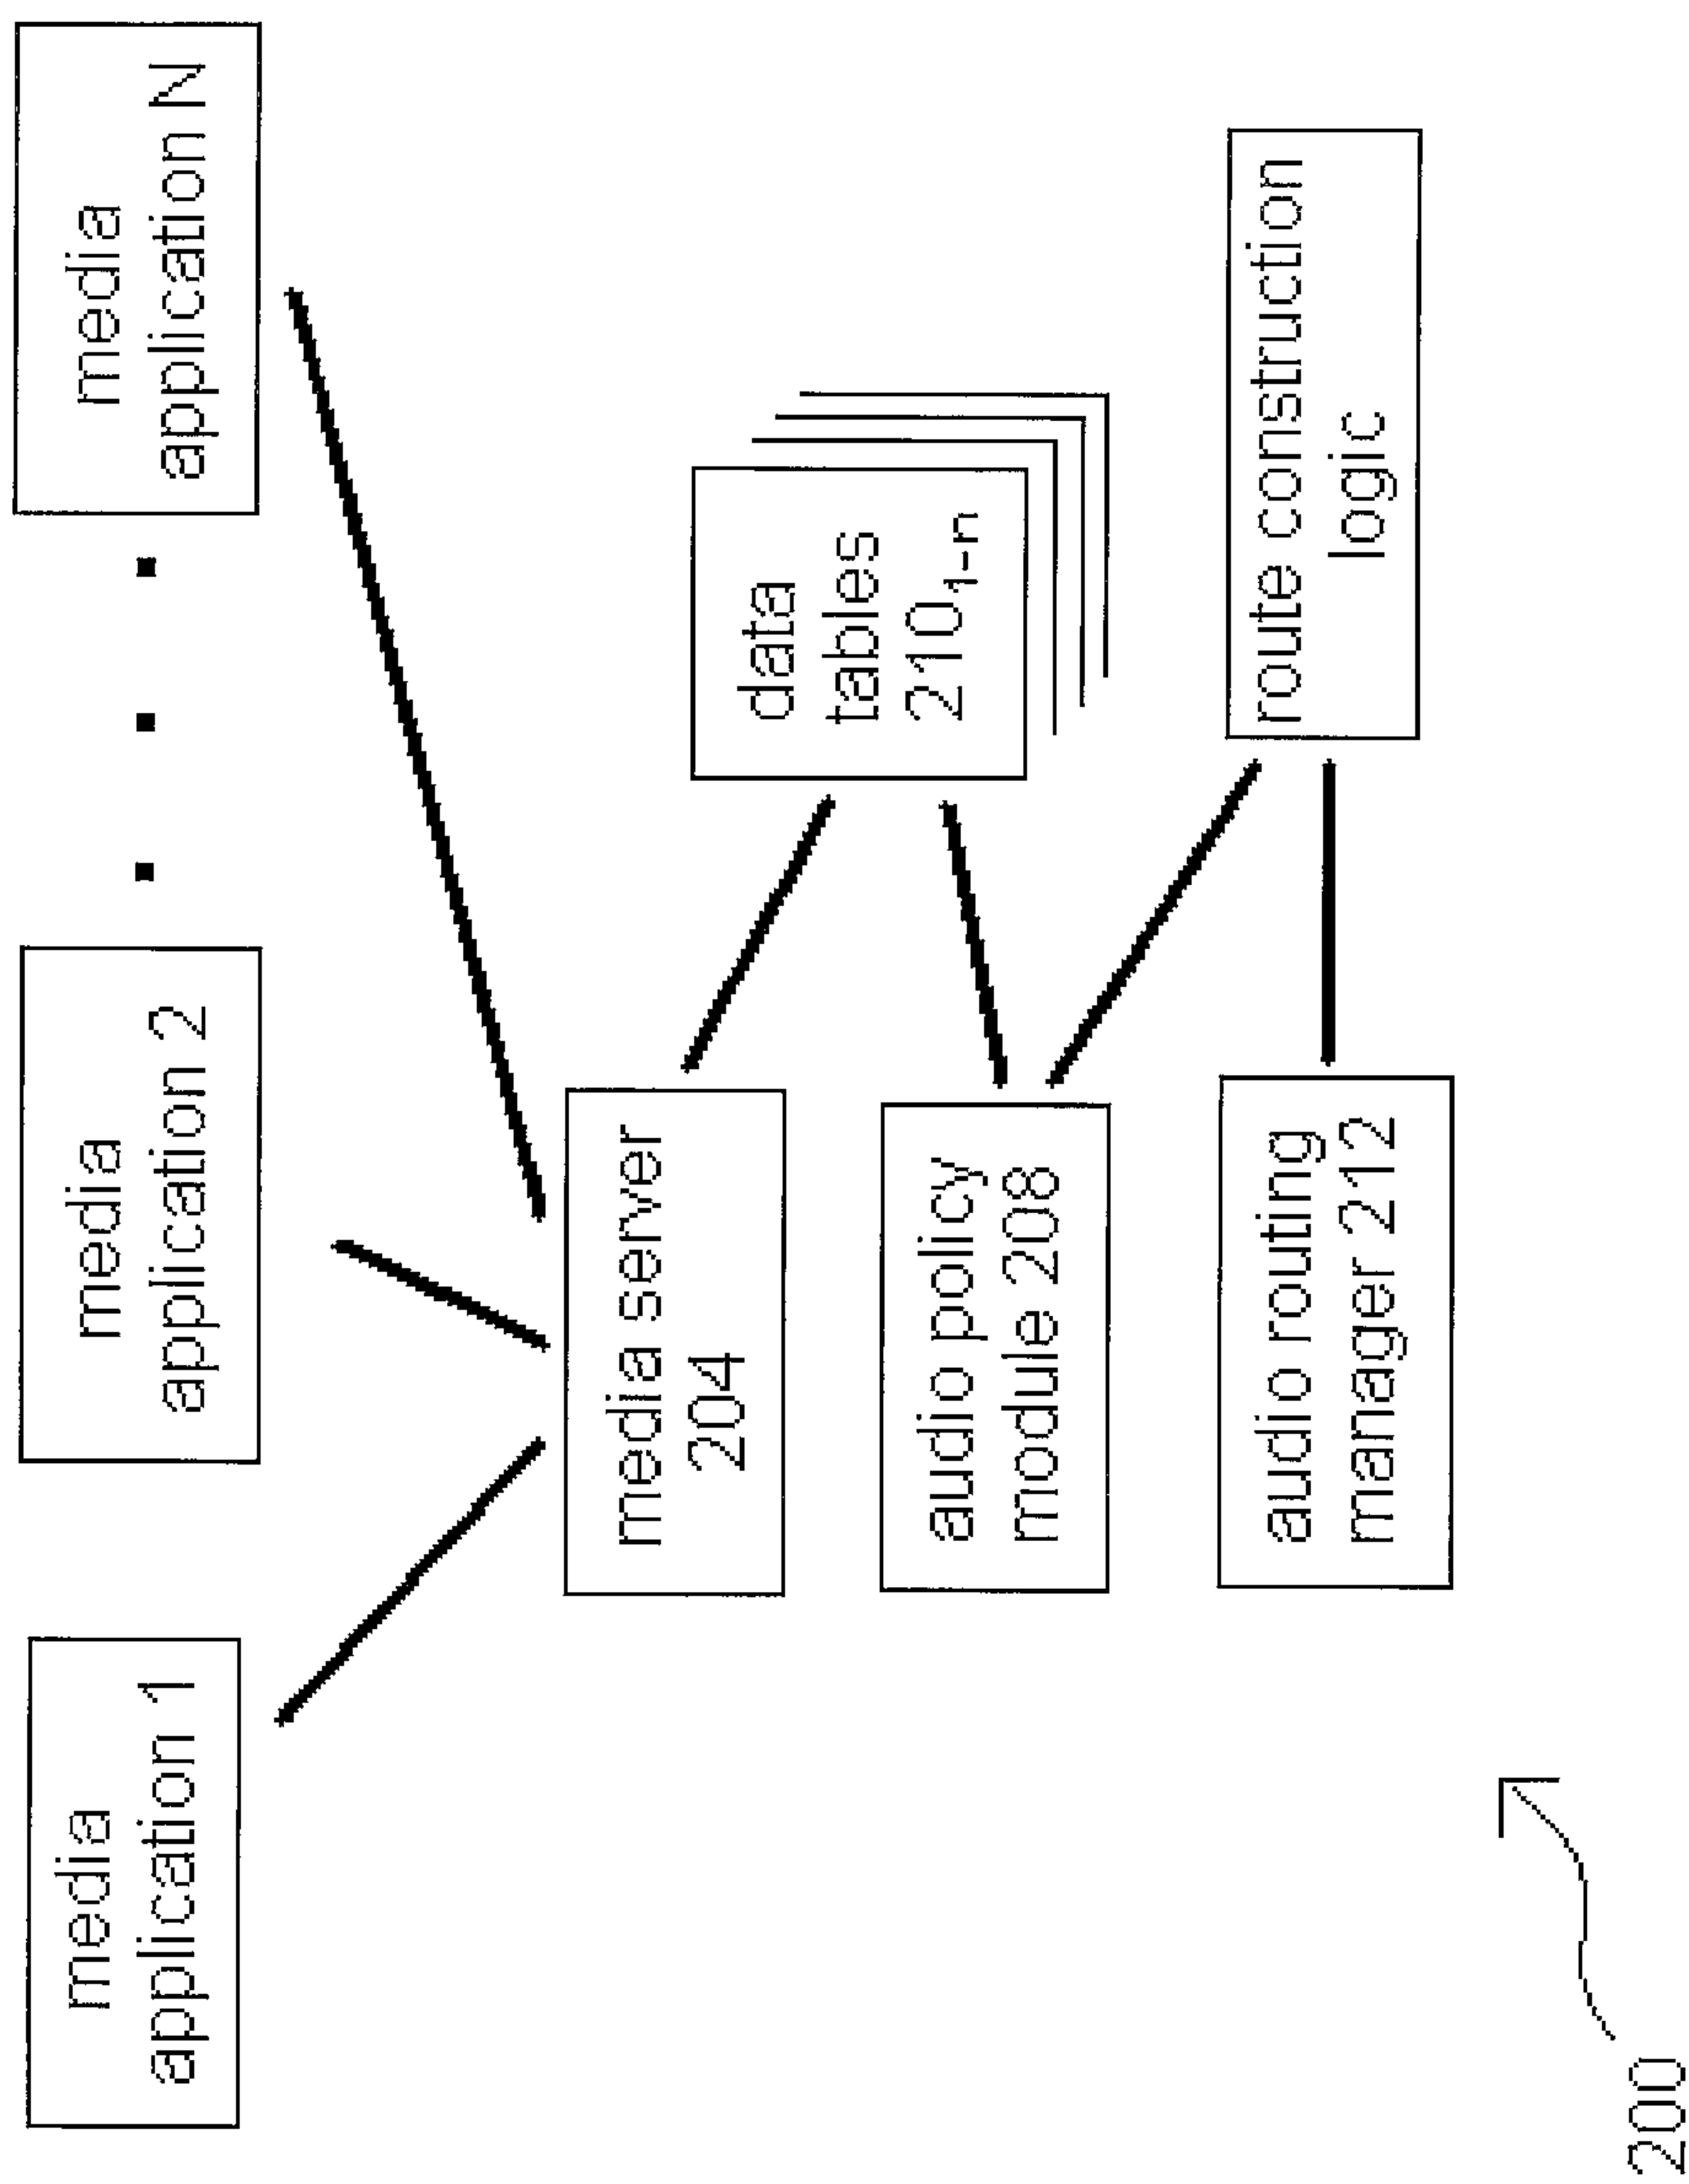 media
application 1
media
application 2
media
application N
media server
204
data
tables
210₁₋ₙ
audio policy
module 208
route construction
logic
audio routing
manager 212
200